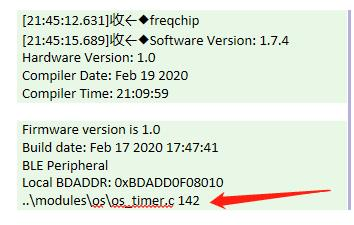 [21:45:12.631]收←◆freqchip
[21:45:15.689]收←◆Software Version: 1.7.4
Hardware Version: 1.0
Compiler Date: Feb 19 2020
Compiler Time: 21:09:59
Firmware version is 1.0
Build date: Feb 17 2020 17:47:41
BLE Peripheral
Local BDADDR: 0xBDADD0F08010
..\modules\os\os_timer.c 142